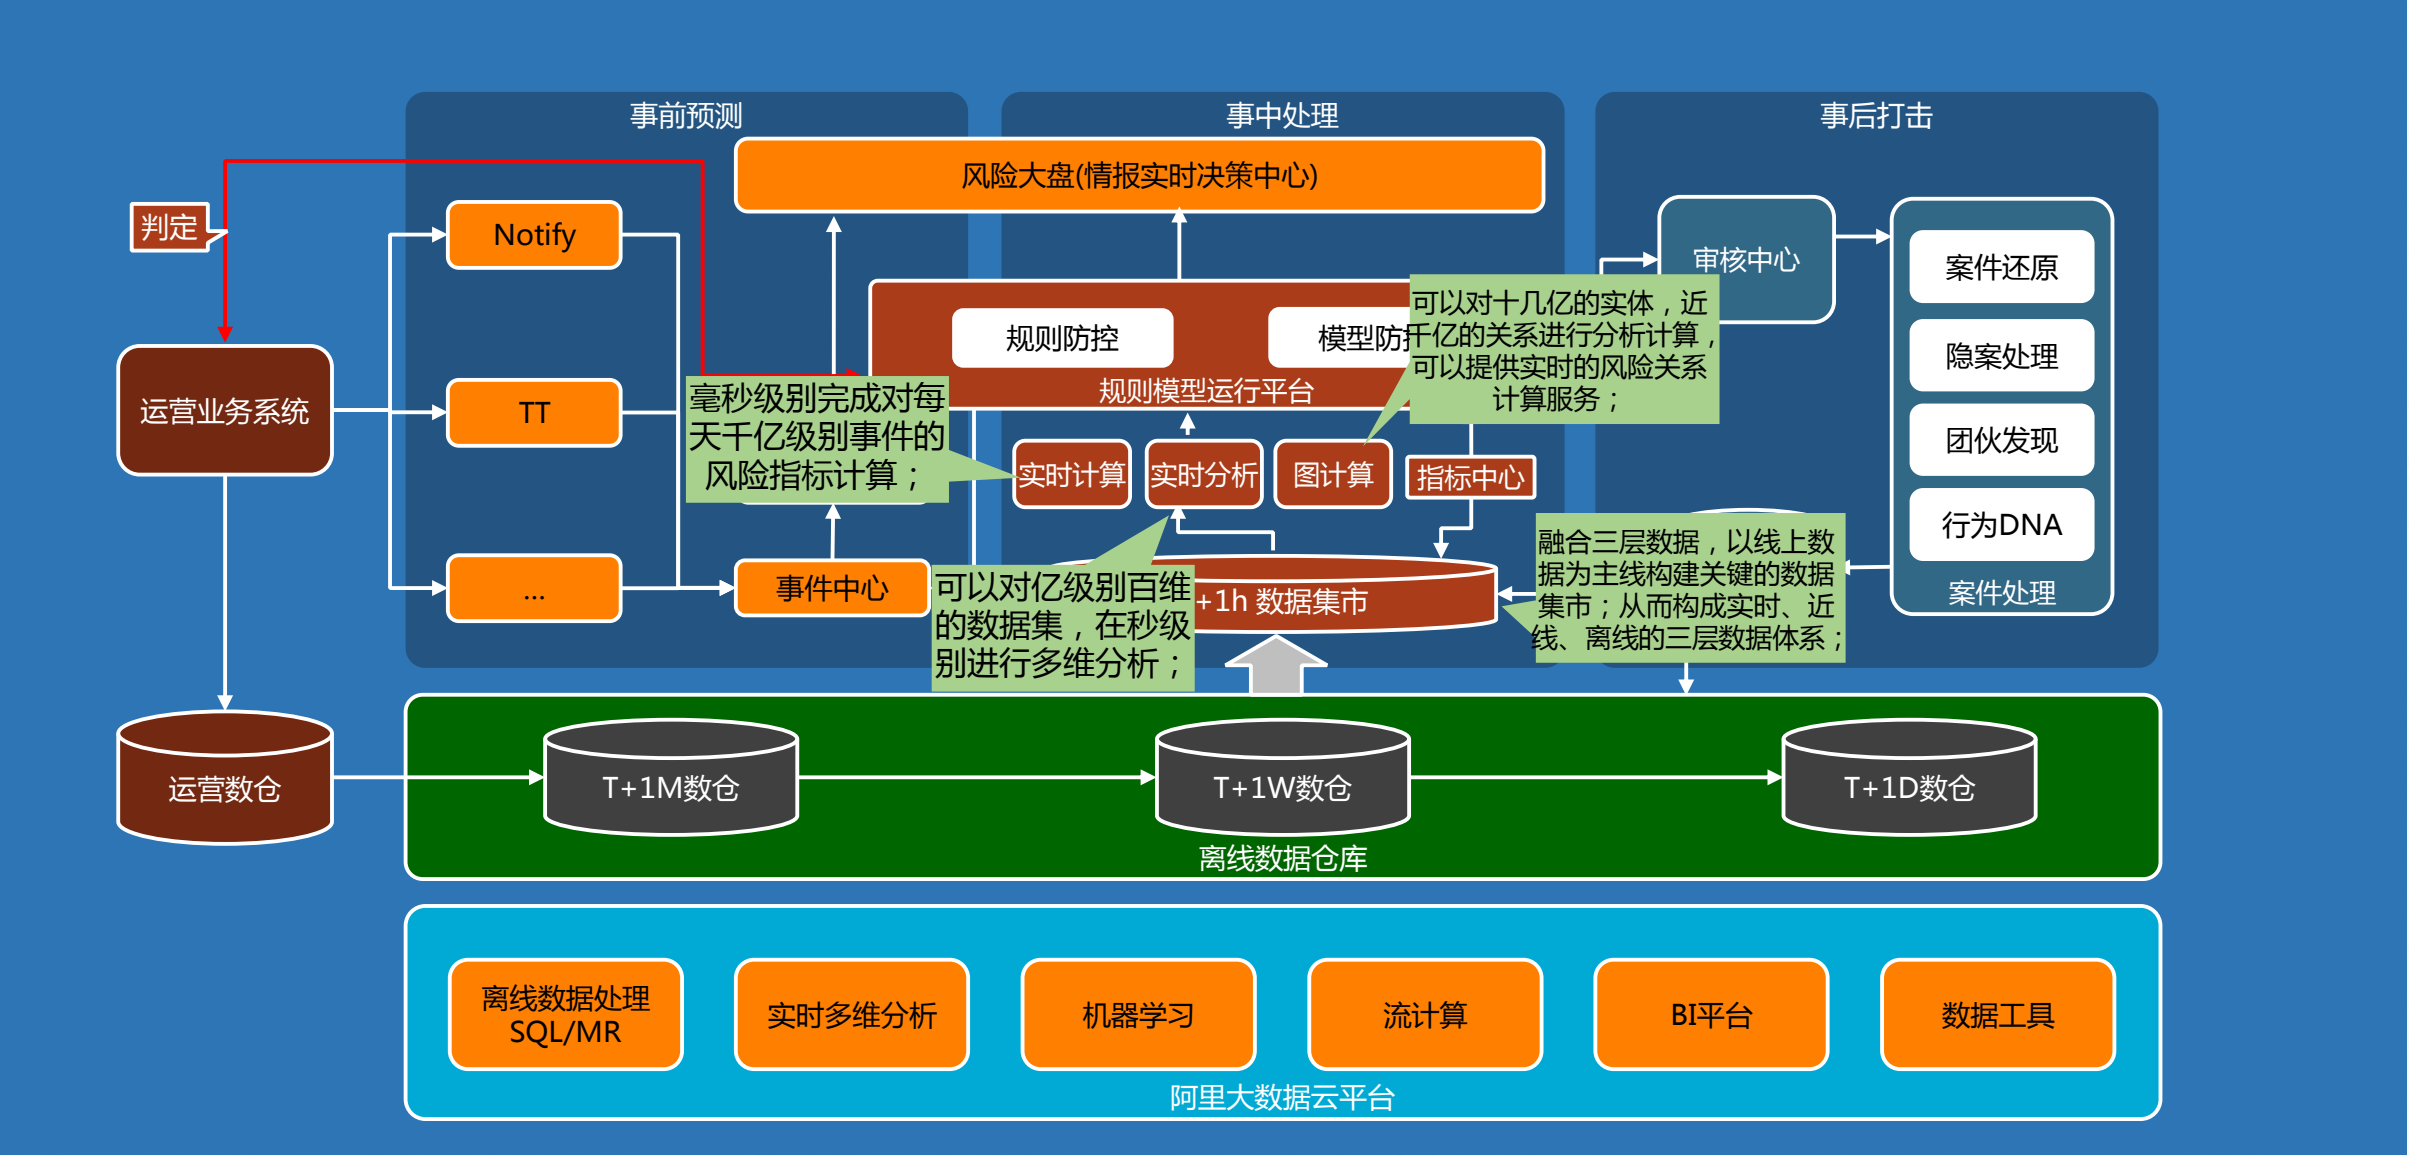 事前预测
事中处理
事后打击
风险大盘(情报实时决策中心)
判定
Notify
审核中心
案件还原
可以对十几亿的实体，近
千亿的关系进行分析计算，
可以提供实时的风险关系
计算服务；
规则防控
模型防
隐案处理
规则模型运行平台
运营业务系统
TT
毫秒级别完成对每
天千亿级别事件的
风险指标计算；
实时计算
实时分析
图计算
指标中心
团伙发现
行为DNA
案件处理
融合三层数据，以线上数
据为主线构建关键的数据
集市；从而构成实时、近
线、离线的三层数据体系；
...
事件中心
可以对亿级别百维
的数据集，在秒级
别进行多维分析；
+1h 数据集市
运营数仓
T+1M数仓
T+1W数仓
T+1D数仓
离线数据仓库
离线数据处理
SQL/MR
实时多维分析
机器学习
流计算
BI平台
数据工具
阿里大数据云平台